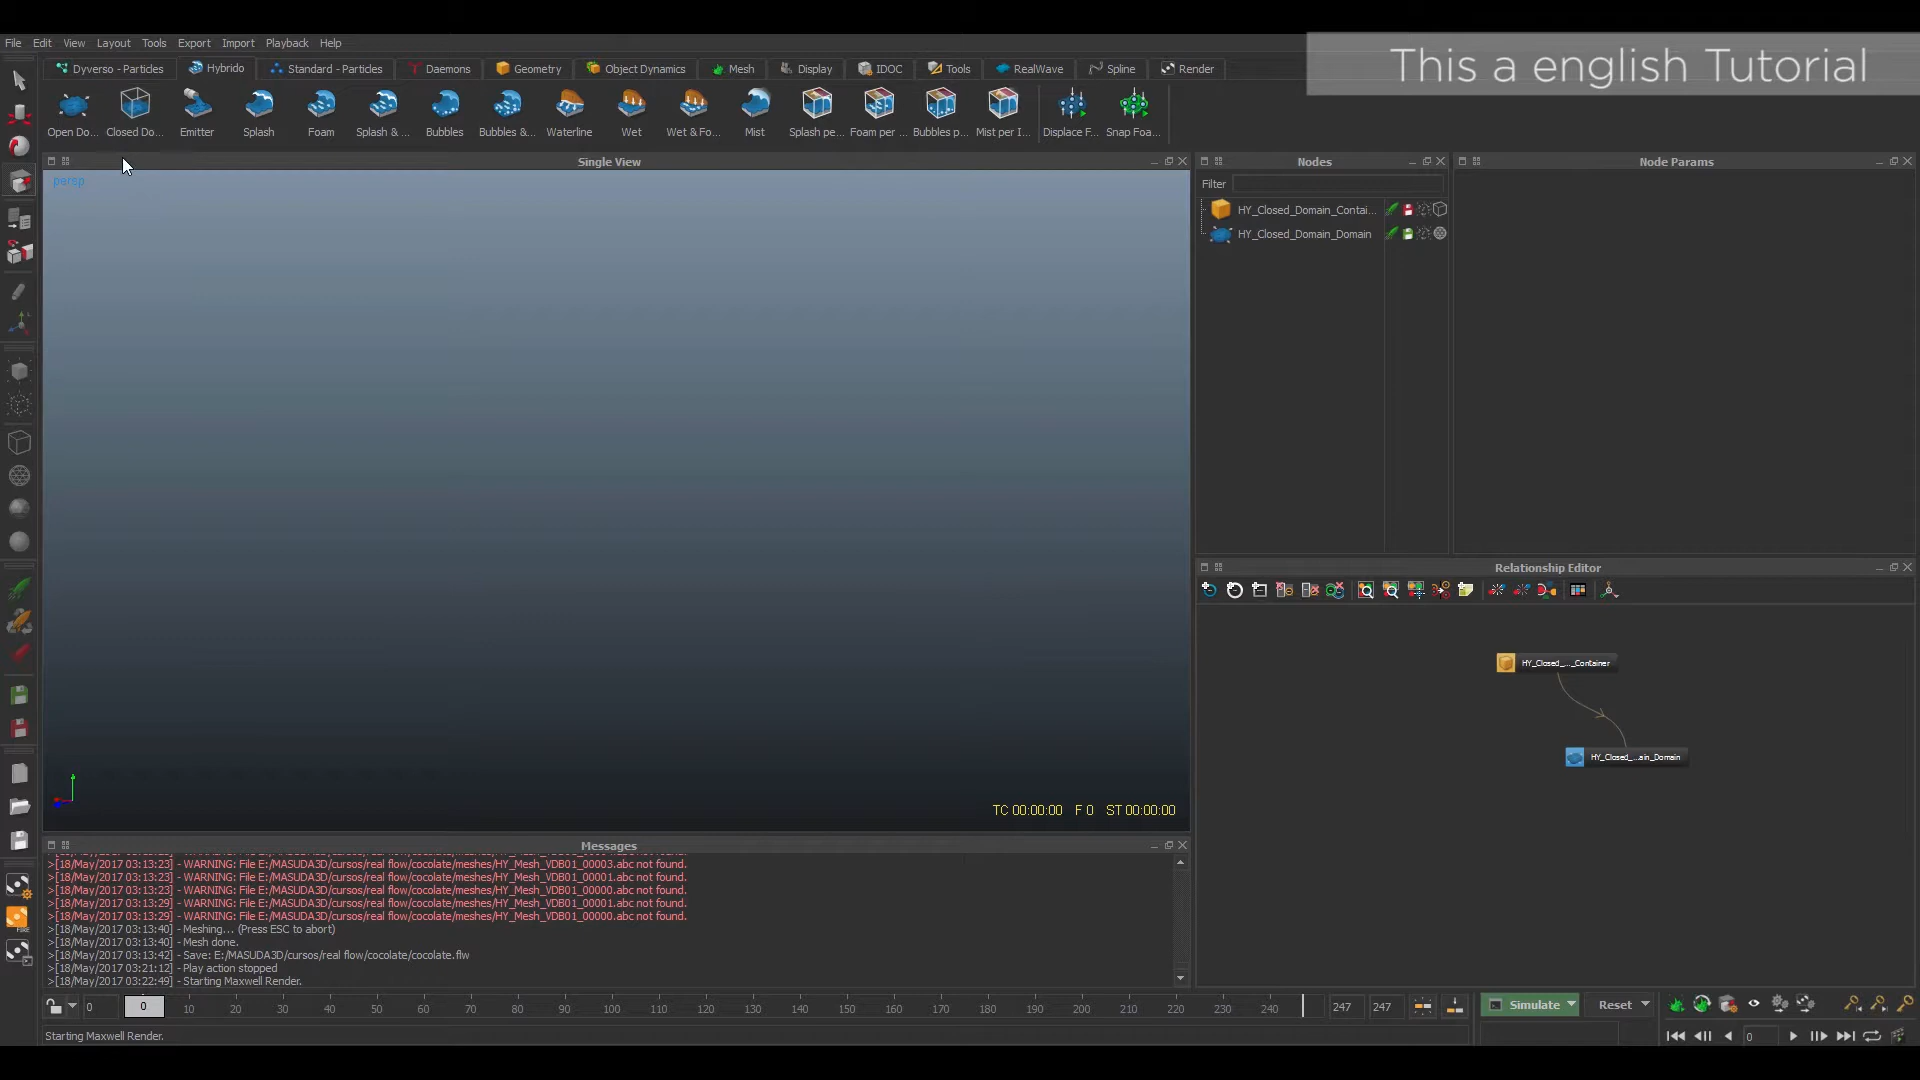 File Edit View Layout Tools Export Import Playback Help
This a english Tutorial
Dyverso - Particles Hybrido Standard - Particles Daemons Geometry Object Dynamics Mesh Display IDOC Tools RealWave Spline Render
Open Do... Closed Do... Emitter Splash Foam Splash & ... Bubbles Bubbles &... Waterline Wet Wet & Fo... Mist Splash pe... Foam per ... Bubbles p... Mist per I... Displace F... Snap Foa...
Single View
persp
TC 00:00:00 F 0 ST 00:00:00
Nodes
Filter
HY_Closed_Domain_Contai...
HY_Closed_Domain_Domain
Node Params
Relationship Editor
HY_Closed_..._Container
HY_Closed_...ain_Domain
Messages
>[18/May/2017 03:13:23] - WARNING: File E:/MASUDA3D/cursos/real flow/cocolate/meshes/HY_Mesh_VDB01_00003.abc not found.
>[18/May/2017 03:13:23] - WARNING: File E:/MASUDA3D/cursos/real flow/cocolate/meshes/HY_Mesh_VDB01_00001.abc not found.
>[18/May/2017 03:13:23] - WARNING: File E:/MASUDA3D/cursos/real flow/cocolate/meshes/HY_Mesh_VDB01_00000.abc not found.
>[18/May/2017 03:13:29] - WARNING: File E:/MASUDA3D/cursos/real flow/cocolate/meshes/HY_Mesh_VDB01_00001.abc not found.
>[18/May/2017 03:13:29] - WARNING: File E:/MASUDA3D/cursos/real flow/cocolate/meshes/HY_Mesh_VDB01_00000.abc not found.
>[18/May/2017 03:13:40] - Meshing... (Press ESC to abort)
>[18/May/2017 03:13:40] - Mesh done.
>[18/May/2017 03:13:42] - Save: E:/MASUDA3D/cursos/real flow/cocolate/cocolate.flw
>[18/May/2017 03:21:12] - Play action stopped
>[18/May/2017 03:22:49] - Starting Maxwell Render.
0 0 10 20 30 40 50 60 70 80 90 100 110 120 130 140 150 160 170 180 190 200 210 220 230 240 247 247 Simulate Reset
Starting Maxwell Render.
0